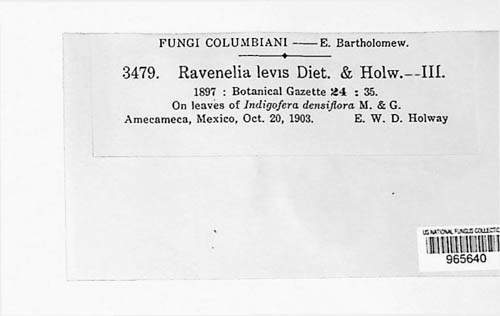 FUNGI COLUMBIANI —— E. Bartholomew.
3479. Ravenelia levis Diet. & Holw.--III.
1897 : Botanical Gazette 24 : 35.
On leaves of Indigofera densiflora M. & G.
Amecameca, Mexico, Oct. 20, 1903. E. W. D. Holway
US NATIONAL FUNGUS COLLECTIO
965640